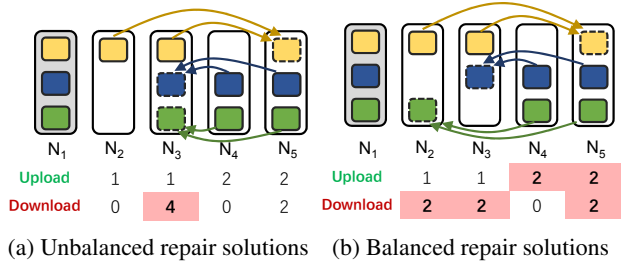 N₁ N₂ N₃ N₄ N₅
Upload 1 1 2 2
Download 0 4 0 2
(a) Unbalanced repair solutions
N₁ N₂ N₃ N₄ N₅
Upload 1 1 2 2
Download 2 2 0 2
(b) Balanced repair solutions